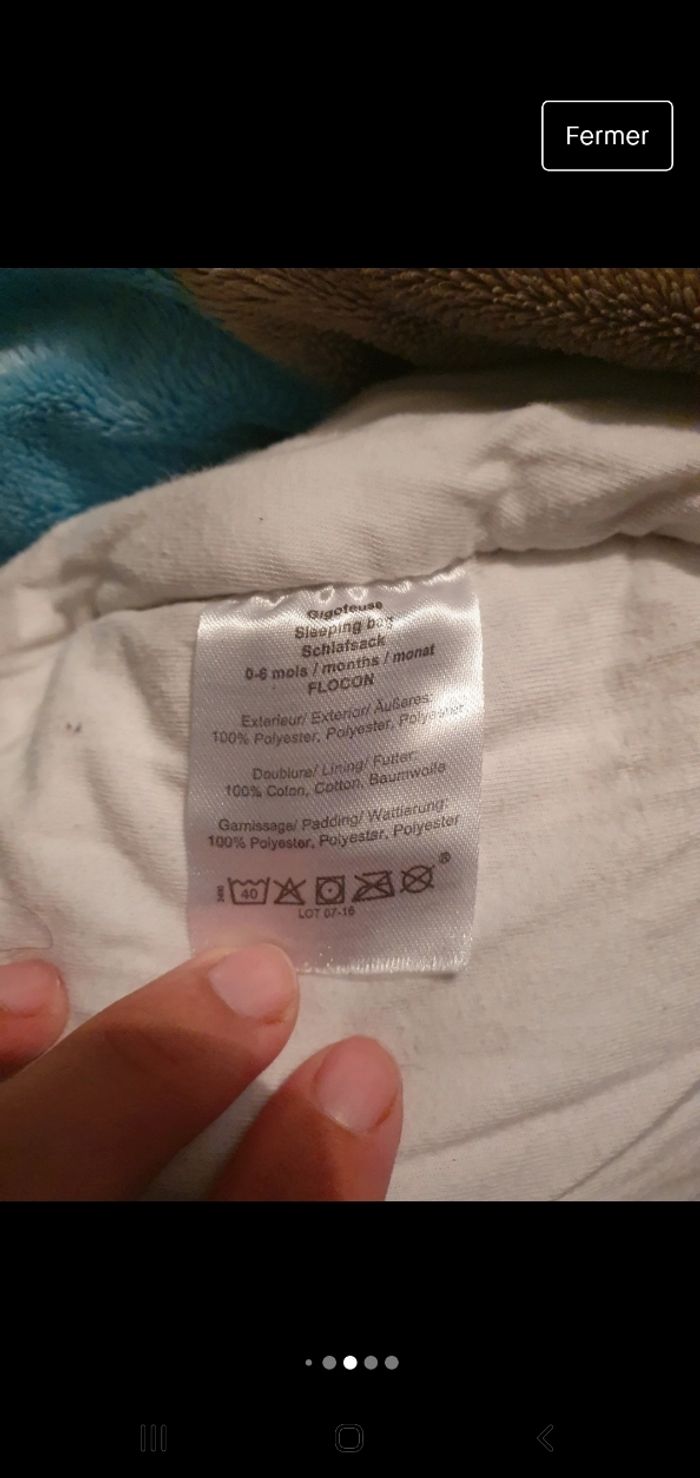 Fermer
Gigoteuse
Sleeping bag
Schlafsack
0-6 mois / months / monat
FLOCON
Exterieur/ Exterior/ Äußeres:
100% Polyester, Polyester, Polyester
Doublure/ Lining/ Futter:
100% Coton, Cotton, Baumwolle
Garnissage/ Padding/ Wattierung:
100% Polyester, Polyester, Polyester
40 ®
LOT 07-16